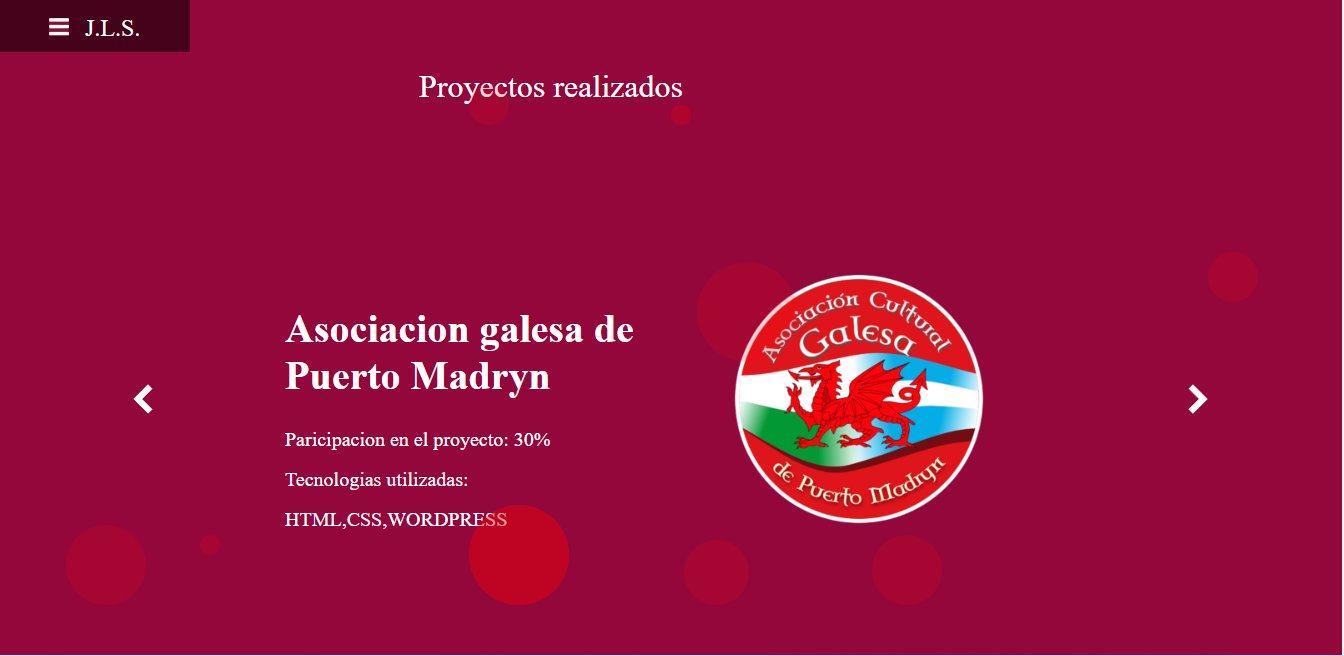 J.L.S.
Proyectos realizados
Asociacion galesa de
Puerto Madryn
Paricipacion en el proyecto: 30%
Tecnologias utilizadas:
HTML,CSS,WORDPRESS
Asociación Cultural
Galesa
de Puerto Madryn